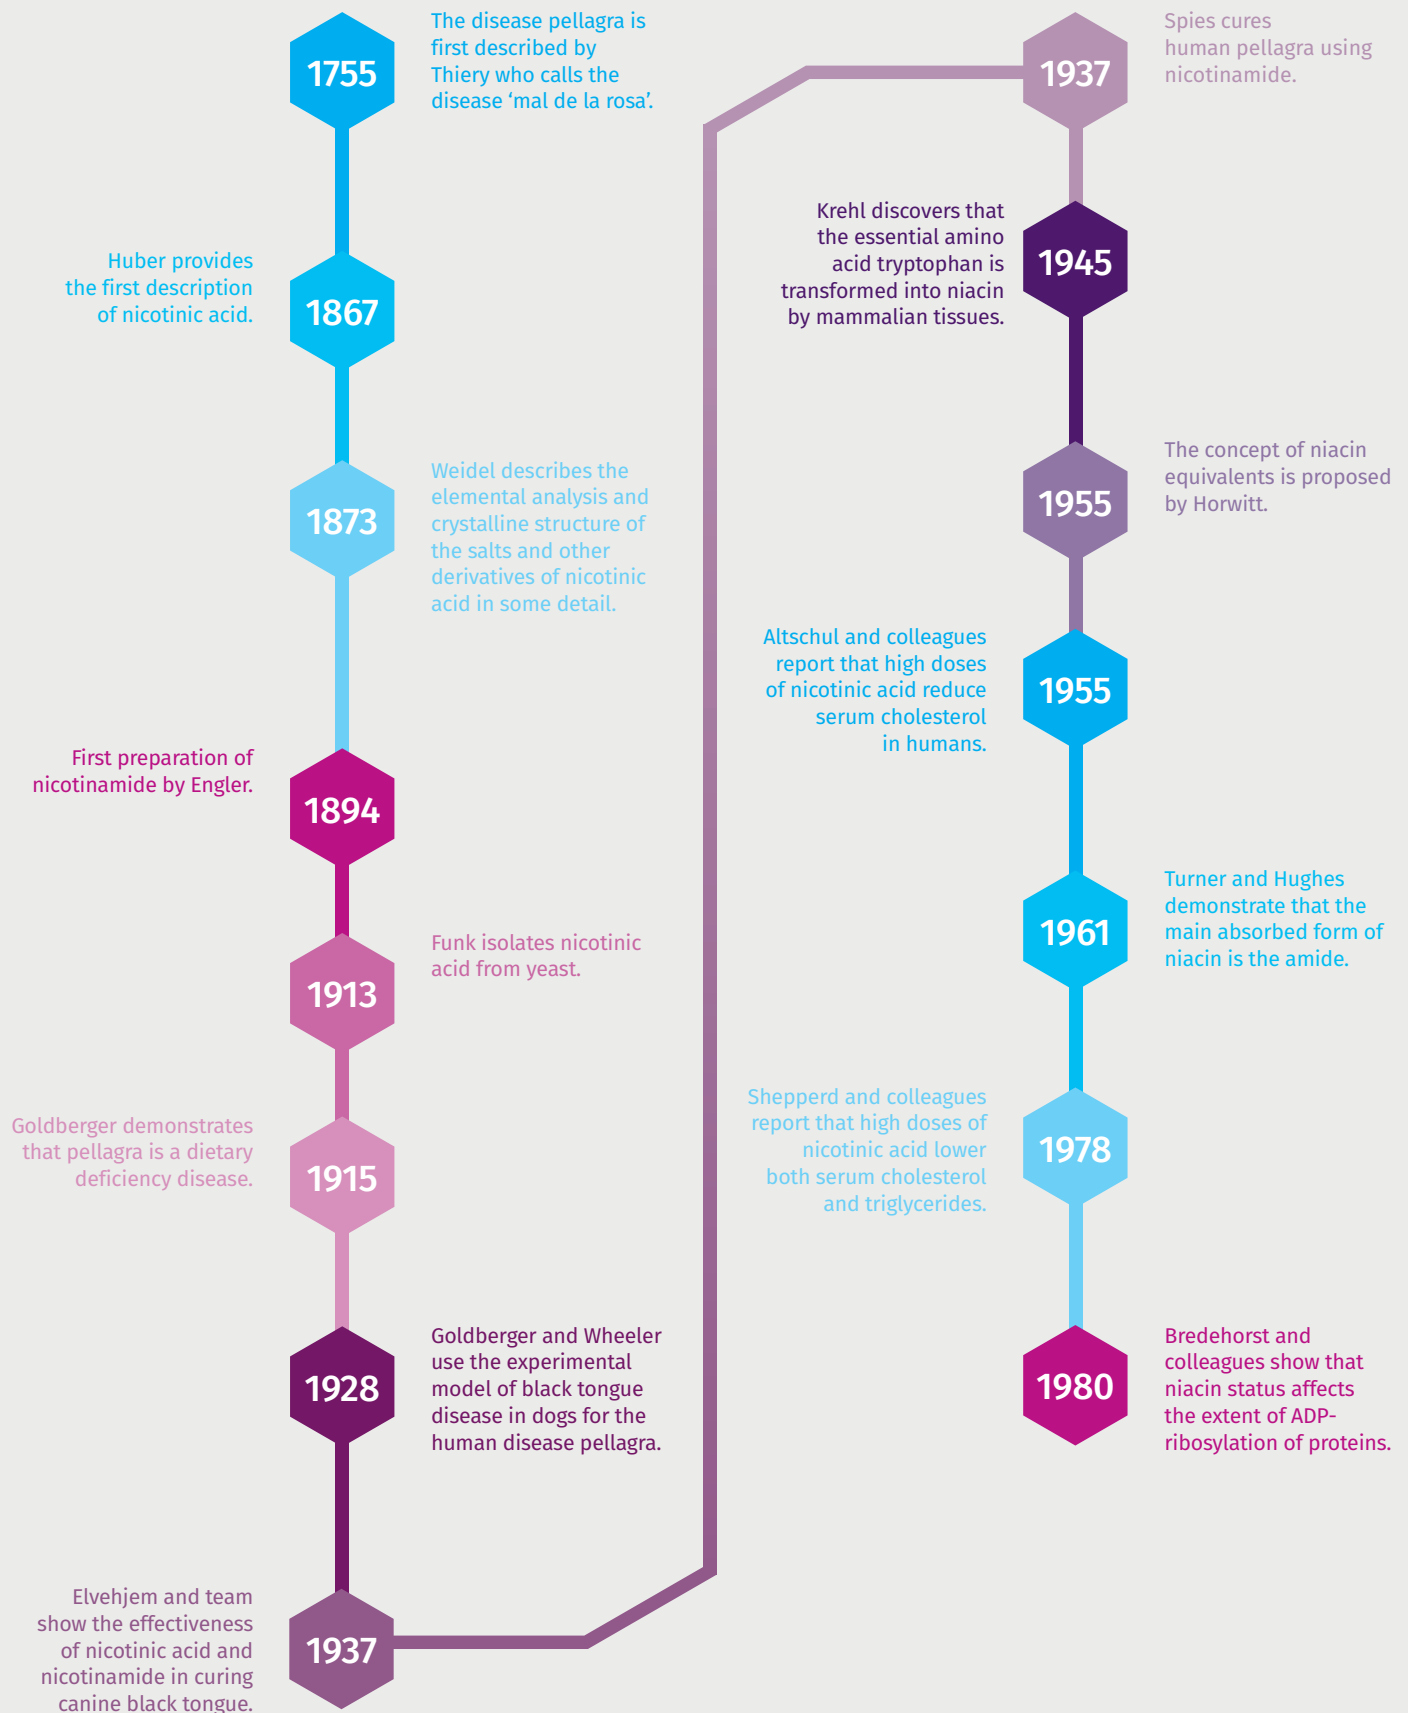 1755
The disease pellagra is
first described by
Thiery who calls the
disease ‘mal de la rosa’.
Huber provides
the first description
of nicotinic acid.
1867
1873
Weidel describes the
elemental analysis and
crystalline structure of
the salts and other
derivatives of nicotinic
acid in some detail.
First preparation of
nicotinamide by Engler.
1894
1913
Funk isolates nicotinic
acid from yeast.
Goldberger demonstrates
that pellagra is a dietary
deficiency disease.
1915
1928
Goldberger and Wheeler
use the experimental
model of black tongue
disease in dogs for the
human disease pellagra.
Elvehjem and team
show the effectiveness
of nicotinic acid and
nicotinamide in curing
canine black tongue.
1937
1937
Spies cures
human pellagra using
nicotinamide.
Krehl discovers that
the essential amino
acid tryptophan is
transformed into niacin
by mammalian tissues.
1945
1955
The concept of niacin
equivalents is proposed
by Horwitt.
Altschul and colleagues
report that high doses
of nicotinic acid reduce
serum cholesterol
in humans.
1955
1961
Turner and Hughes
demonstrate that the
main absorbed form of
niacin is the amide.
Shepperd and colleagues
report that high doses of
nicotinic acid lower
both serum cholesterol
and triglycerides.
1978
1980
Bredehorst and
colleagues show that
niacin status affects
the extent of ADP-
ribosylation of proteins.